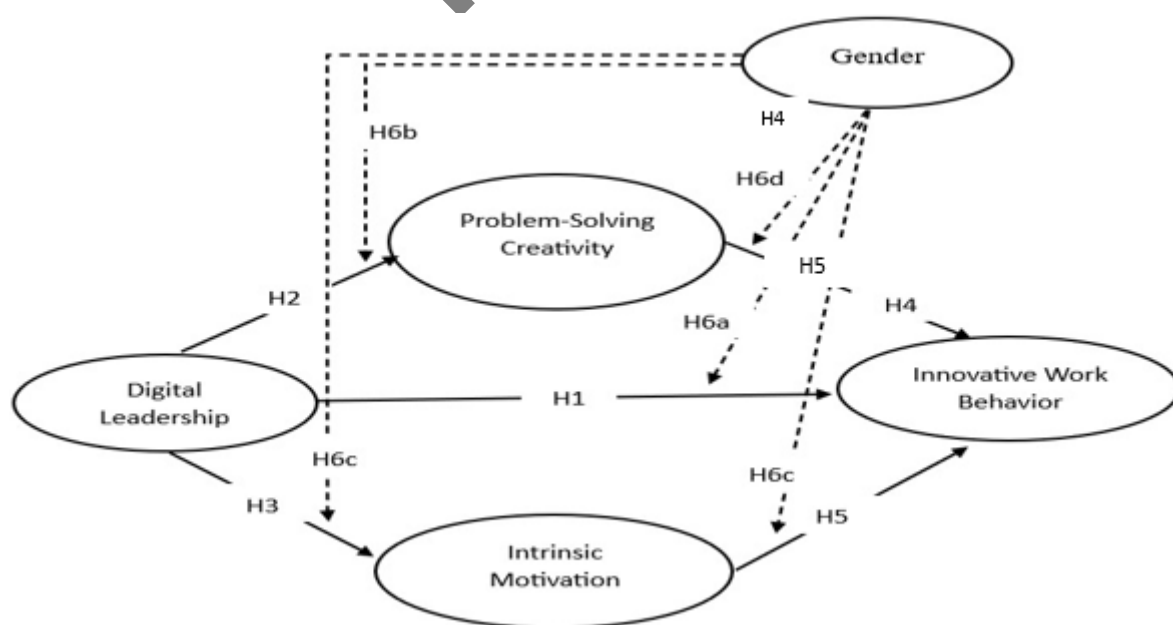 Gender
H4
H6b
H6d
Problem-Solving
Creativity
H5
H2
H4
H6a
Digital
Leadership
H1
Innovative Work
Behavior
H6c
H6c
H3
H5
Intrinsic
Motivation